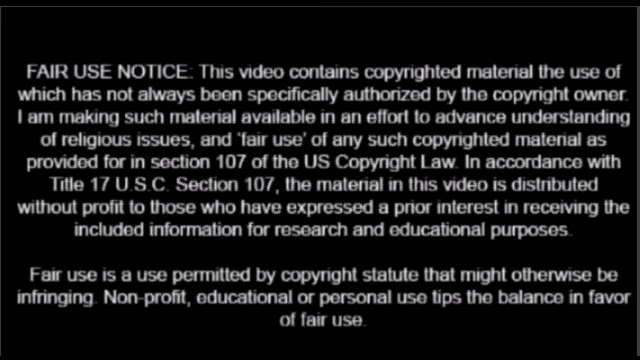 FAIR USE NOTICE: This video contains copyrighted material the use of
which has not always been specifically authorized by the copyright owner.
I am making such material available in an effort to advance understanding
of religious issues, and 'fair use' of any such copyrighted material as
provided for in section 107 of the US Copyright Law. In accordance with
Title 17 U.S.C. Section 107, the material in this video is distributed
without profit to those who have expressed a prior interest in receiving the
included information for research and educational purposes.
Fair use is a use permitted by copyright statute that might otherwise be
infringing. Non-profit, educational or personal use tips the balance in favor
of fair use.